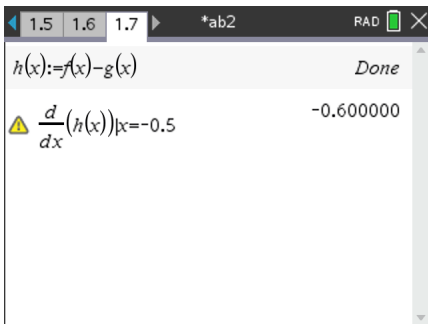 1.5 1.6 1.7 *ab2 RAD
h(x):=f(x)−g(x) Done
d/dx(h(x))|x=−0.5 −0.600000